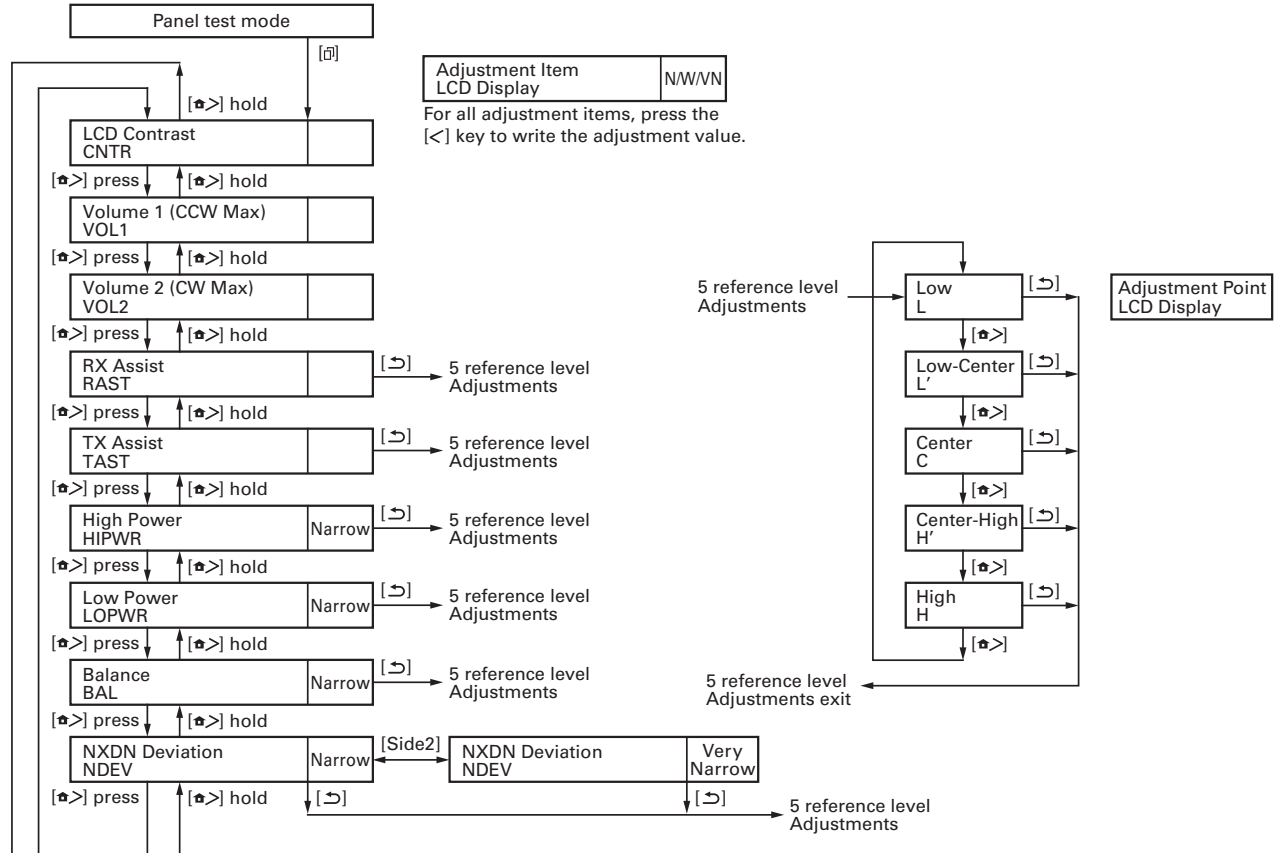 Panel test mode
[🗇]
Adjustment Item
LCD Display
N/W/VN
For all adjustment items, press the
[<] key to write the adjustment value.
[🏠>] hold
LCD Contrast
CNTR
[🏠>] press
[🏠>] hold
Volume 1 (CCW Max)
VOL1
[🏠>] press
[🏠>] hold
Volume 2 (CW Max)
VOL2
[🏠>] press
[🏠>] hold
RX Assist
RAST
[⮌]
5 reference level
Adjustments
[🏠>] press
[🏠>] hold
TX Assist
TAST
[⮌]
5 reference level
Adjustments
[🏠>] press
[🏠>] hold
High Power
HIPWR
Narrow
[⮌]
5 reference level
Adjustments
[🏠>] press
[🏠>] hold
Low Power
LOPWR
Narrow
[⮌]
5 reference level
Adjustments
[🏠>] press
[🏠>] hold
Balance
BAL
Narrow
[⮌]
5 reference level
Adjustments
[🏠>] press
[🏠>] hold
NXDN Deviation
NDEV
Narrow
[Side2]
NXDN Deviation
NDEV
Very
Narrow
[🏠>] press
[🏠>] hold
[⮌]
[⮌]
5 reference level
Adjustments
5 reference level
Adjustments
Low
L
[⮌]
[🏠>]
Low-Center
L′
[⮌]
[🏠>]
Center
C
[⮌]
[🏠>]
Center-High
H′
[⮌]
[🏠>]
High
H
[⮌]
[🏠>]
5 reference level
Adjustments exit
Adjustment Point
LCD Display